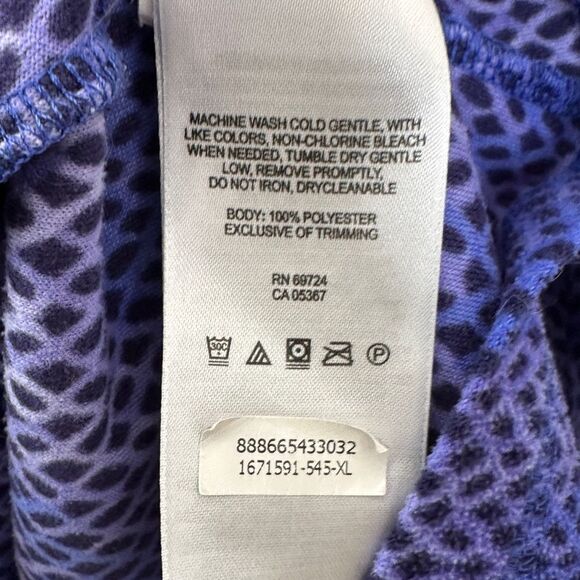 MACHINE WASH COLD GENTLE, WITH
LIKE COLORS, NON-CHLORINE BLEACH
WHEN NEEDED, TUMBLE DRY GENTLE
LOW, REMOVE PROMPTLY,
DO NOT IRON, DRYCLEANABLE
BODY: 100% POLYESTER
EXCLUSIVE OF TRIMMING
RN 69724
CA 05367
30C P
888665433032
1671591-545-XL